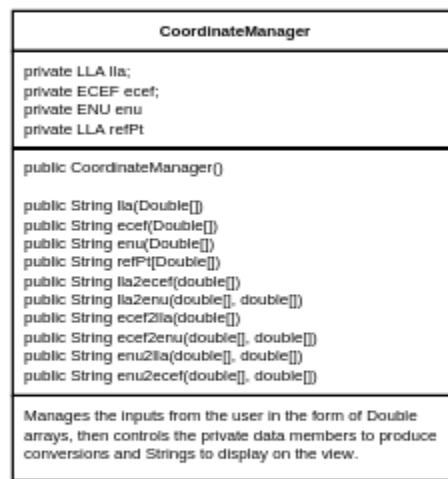 CoordinateManager
private LLA lla;
private ECEF ecef;
private ENU enu
private LLA refPt
public CoordinateManager()
public String lla(Double[])
public String ecef(Double[])
public String enu(Double[])
public String refPt[Double[])
public String lla2ecef(double[])
public String lla2enu(double[], double[])
public String ecef2lla(double[])
public String ecef2enu(double[], double[])
public String enu2lla(double[], double[])
public String enu2ecef(double[], double[])
Manages the inputs from the user in the form of Double
arrays, then controls the private data members to produce
conversions and Strings to display on the view.